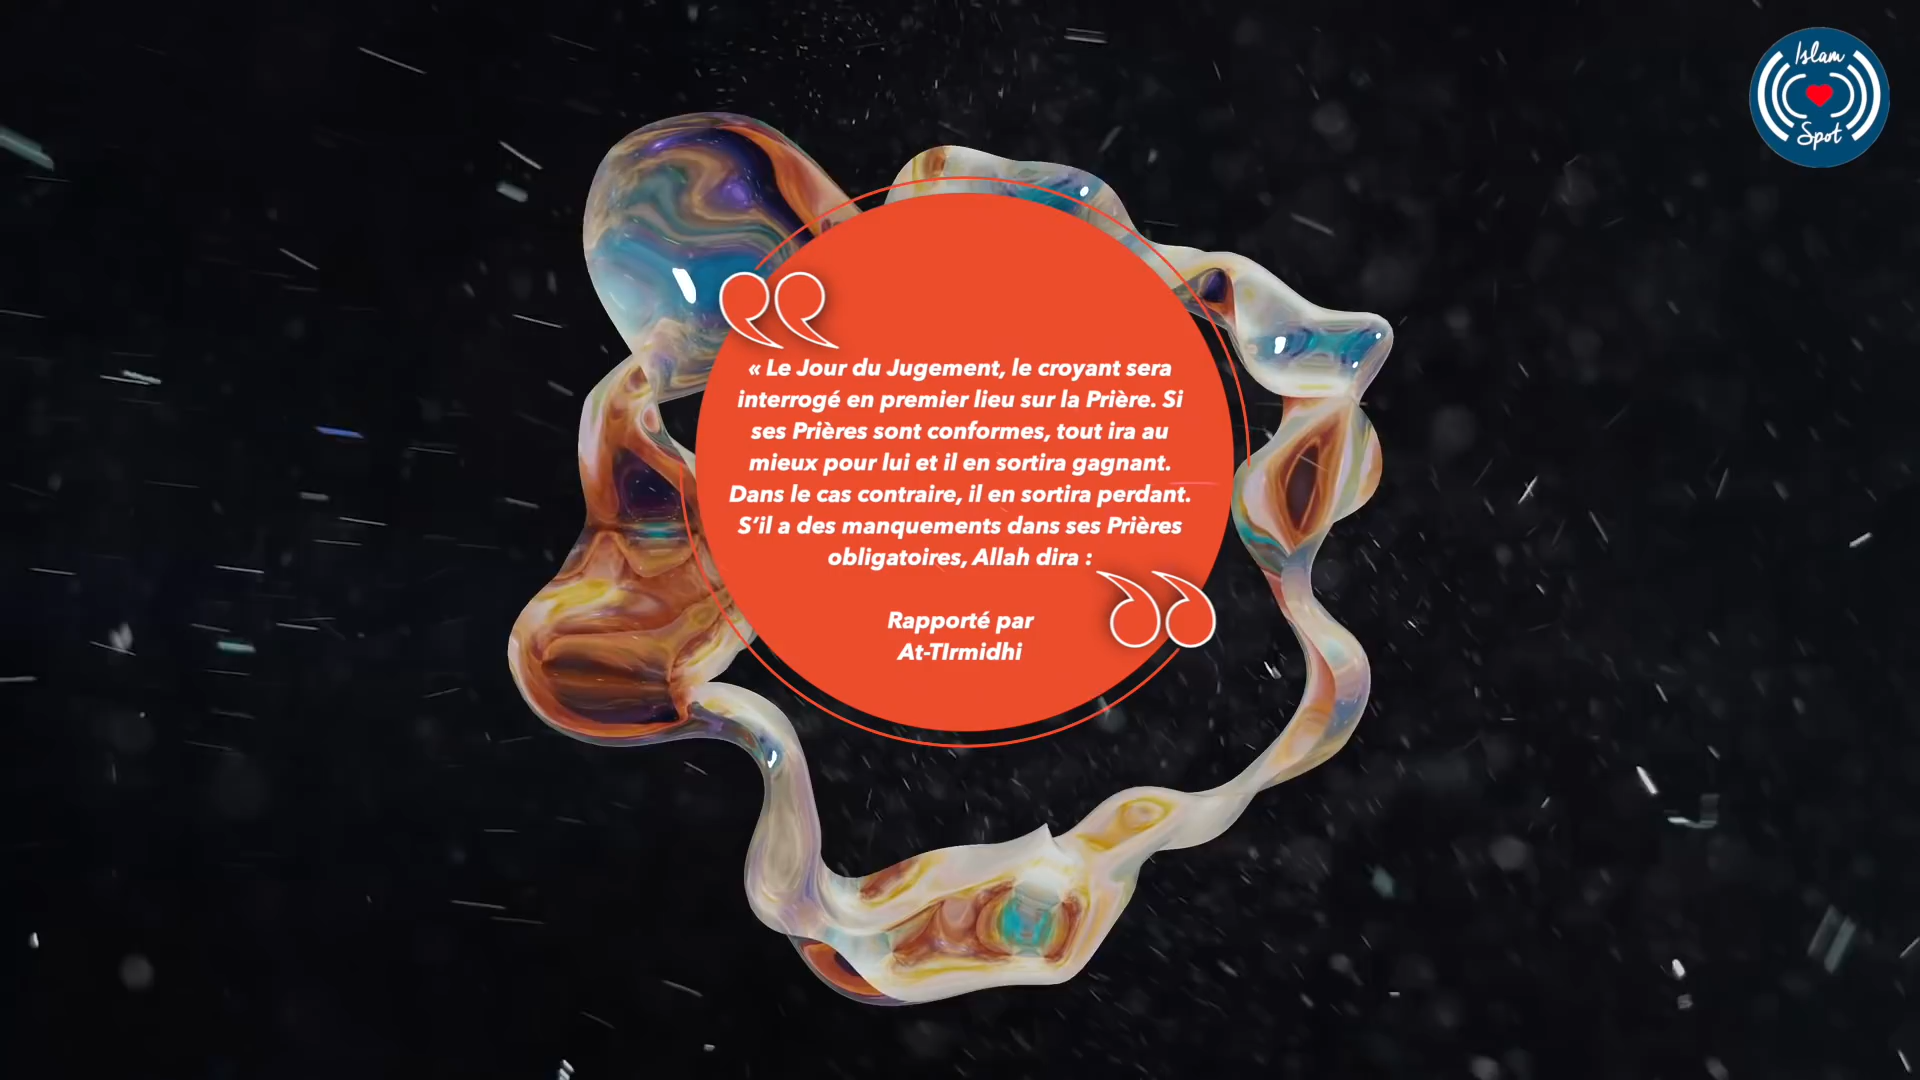 Islam
Spot
« Le Jour du Jugement, le croyant sera
interrogé en premier lieu sur la Prière. Si
ses Prières sont conformes, tout ira au
mieux pour lui et il en sortira gagnant.
Dans le cas contraire, il en sortira perdant.
S’il a des manquements dans ses Prières
obligatoires, Allah dira :
Rapporté par
At-TIrmidhi